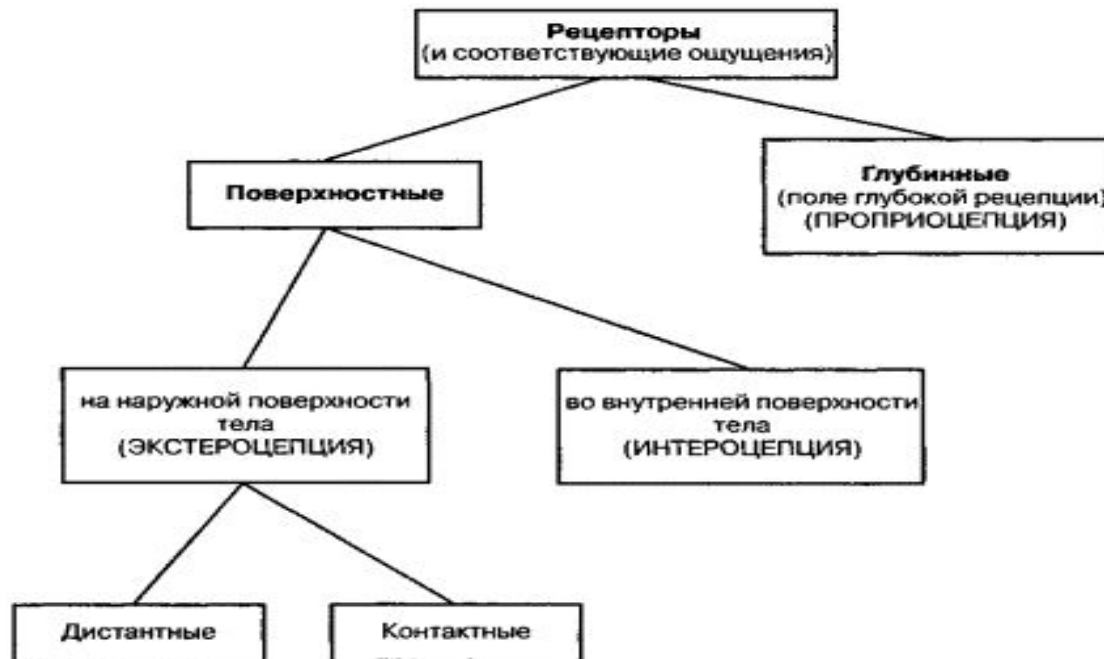 Рецепторы
(и соответствующие ощущения)
Поверхностные
Глубинные
(поле глубокой рецепции)
(ПРОПРИОЦЕПЦИЯ)
на наружной поверхности
тела
(ЭКСТЕРОЦЕПЦИЯ)
во внутренней поверхности
тела
(ИНТЕРОЦЕПЦИЯ)
Дистантные
Контактные